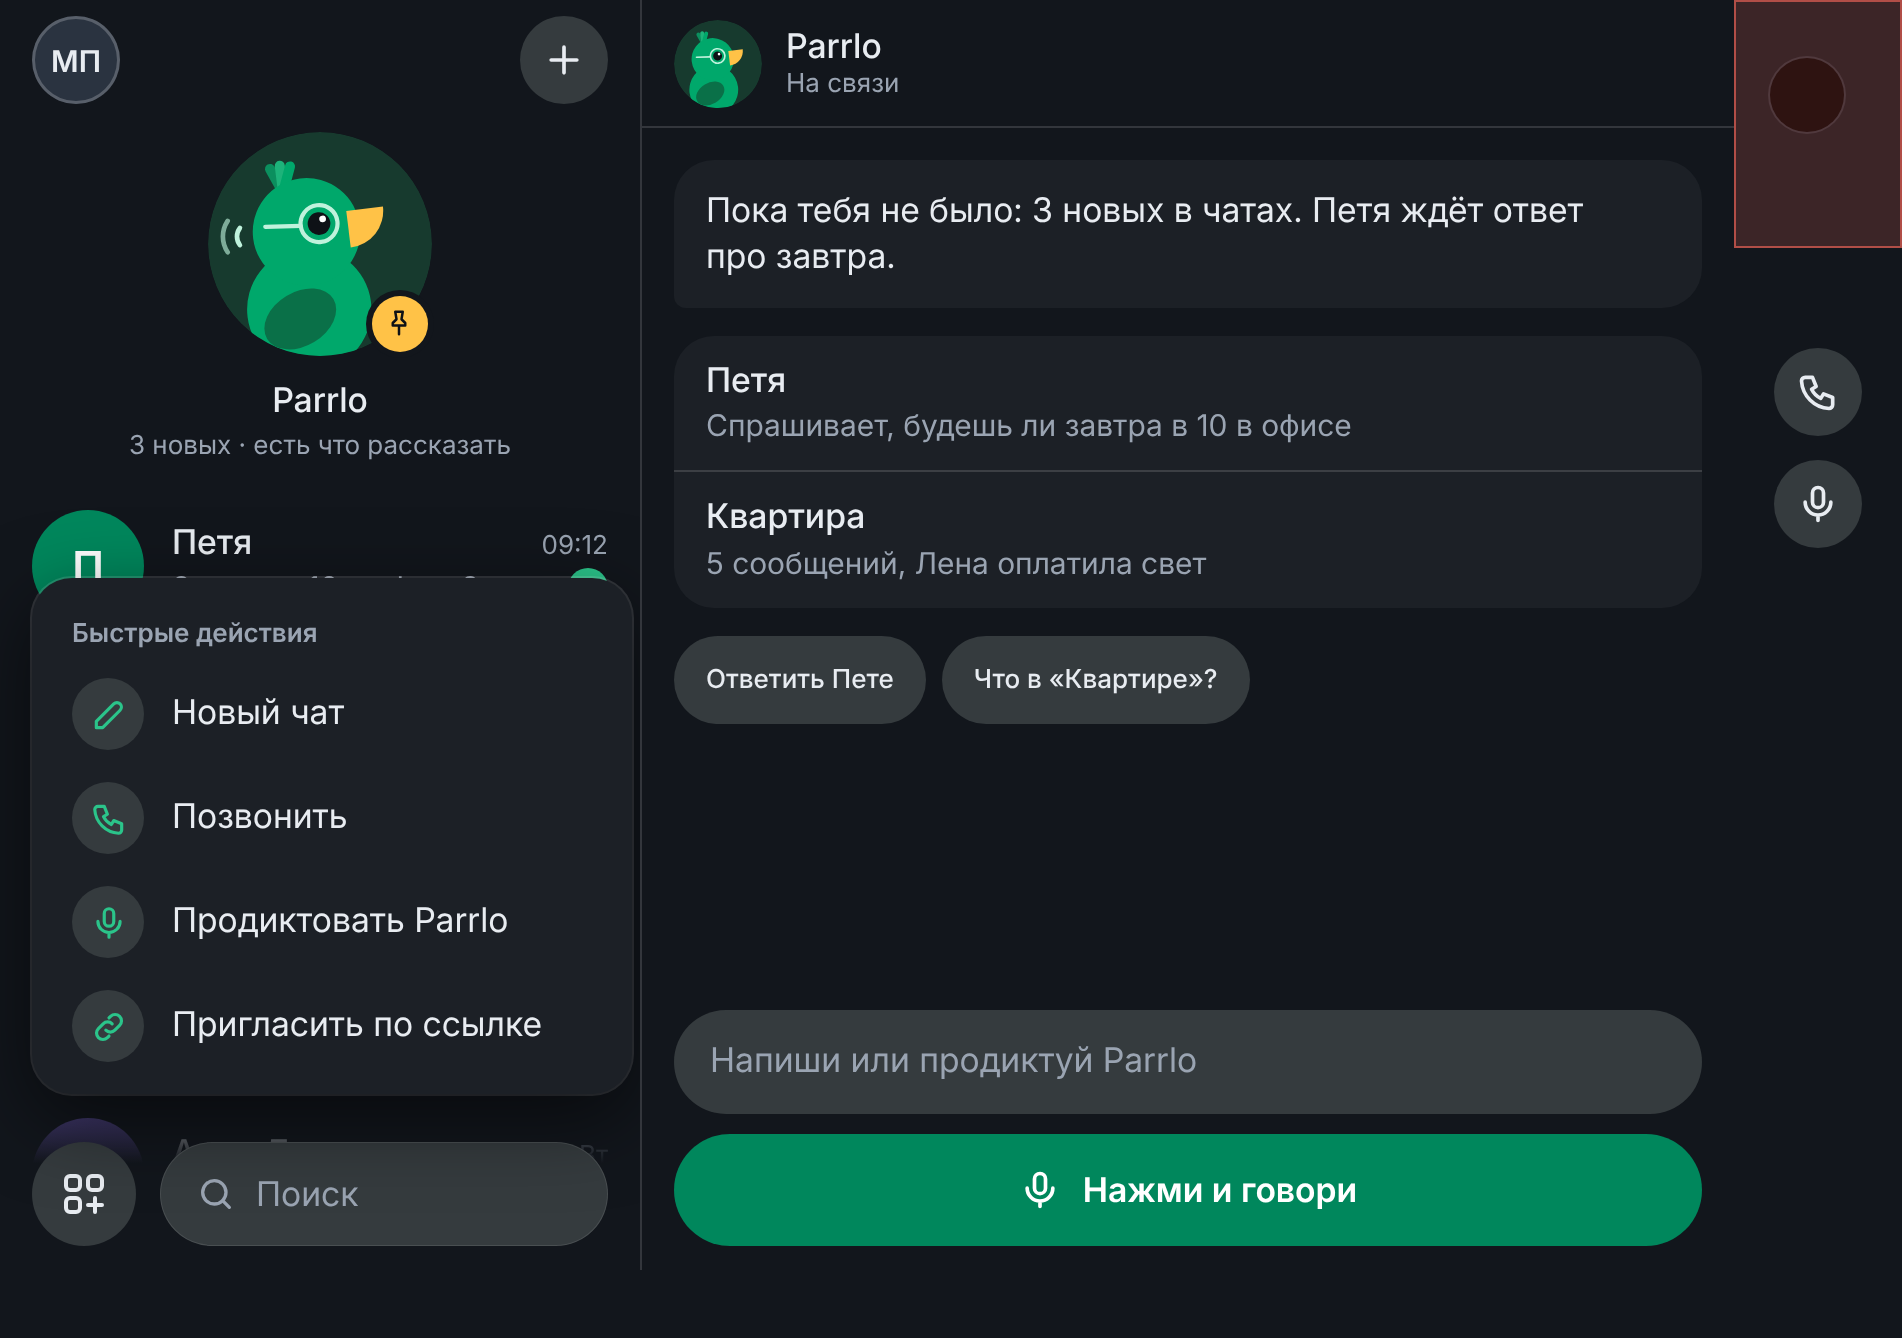 МП
Parrlo
3 новых · есть что рассказать
Петя
09:12
П
Быстрые действия
Новый чат
Позвонить
Продиктовать Parrlo
Пригласить по ссылке
Поиск
Parrlo
На связи
Пока тебя не было: 3 новых в чатах. Петя ждёт ответ
про завтра.
Петя
Спрашивает, будешь ли завтра в 10 в офисе
Квартира
5 сообщений, Лена оплатила свет
Ответить Пете
Что в «Квартире»?
Напиши или продиктуй Parrlo
Нажми и говори